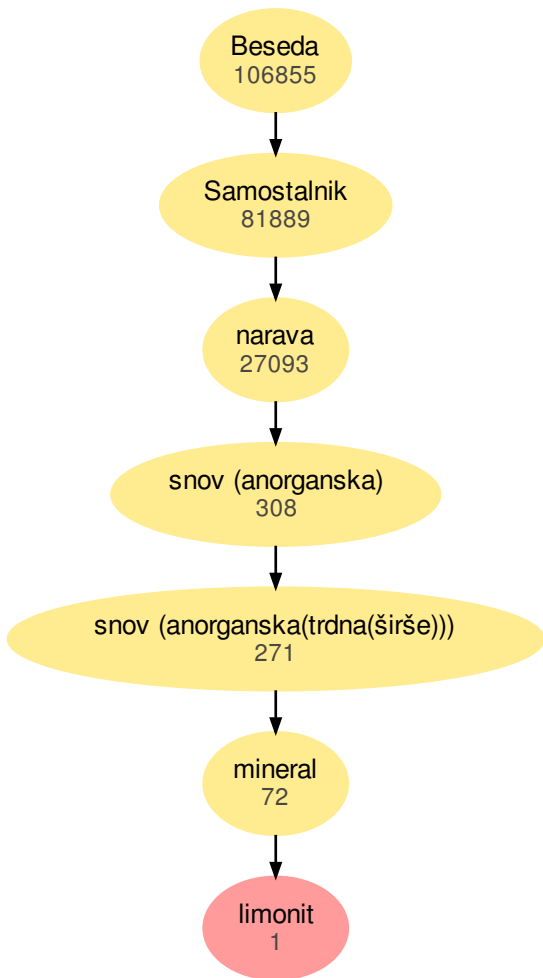 Beseda
106855
Samostalnik
81889
narava
27093
snov (anorganska)
308
snov (anorganska(trdna(širše)))
271
mineral
72
limonit
1